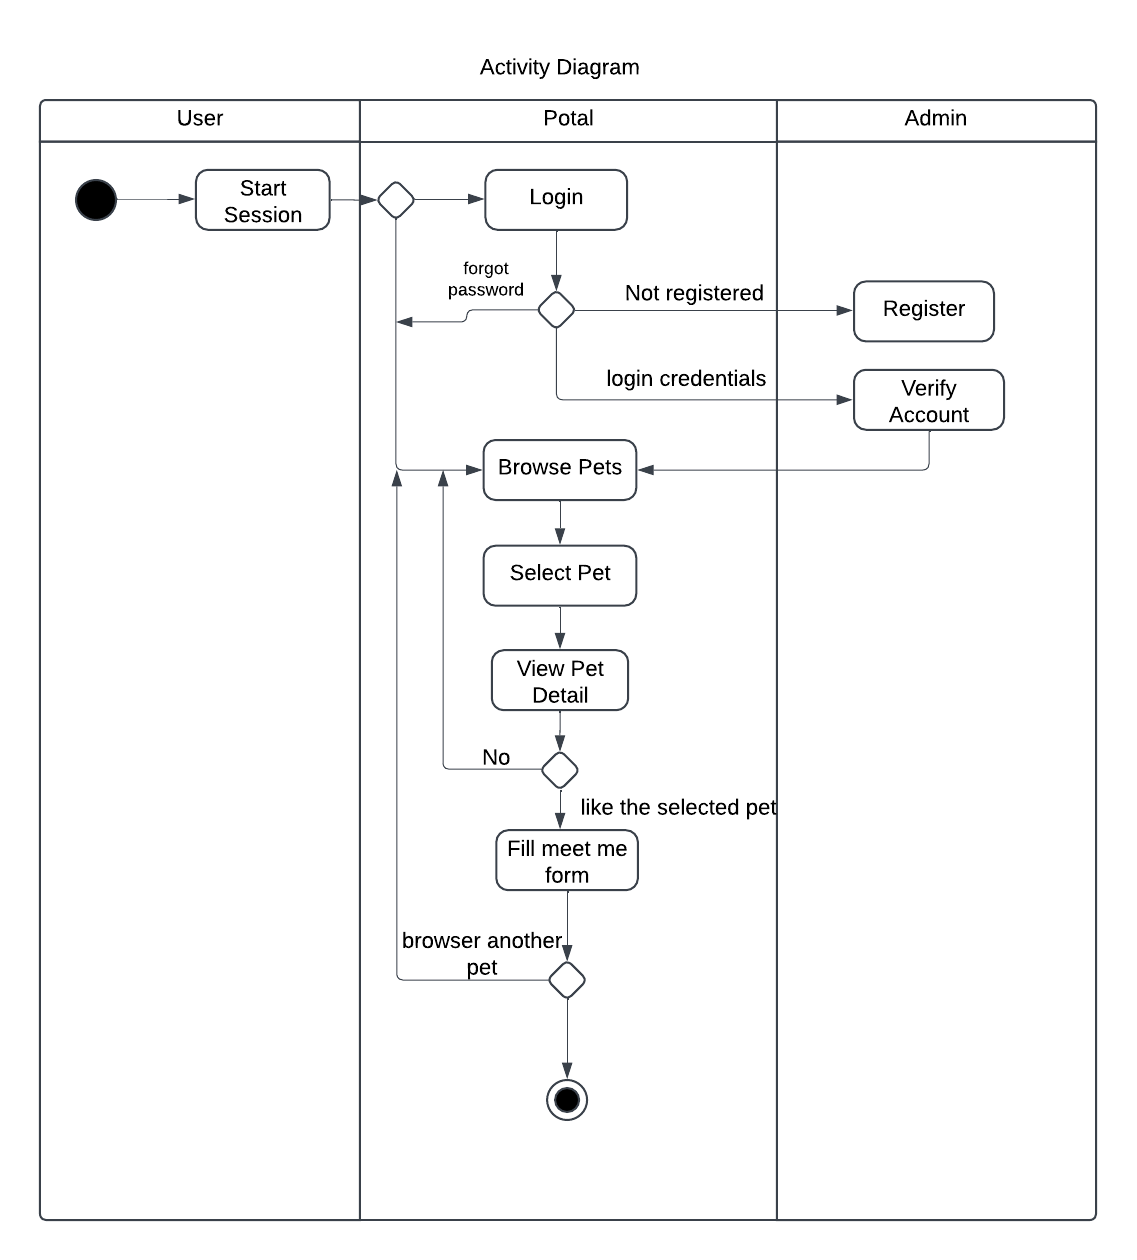 Activity Diagram
User
Potal
Admin
Start
Session
Login
forgot
password
Not registered
Register
login credentials
Verify
Account
Browse Pets
Select Pet
View Pet
Detail
No
like the selected pet
Fill meet me
form
browser another
pet